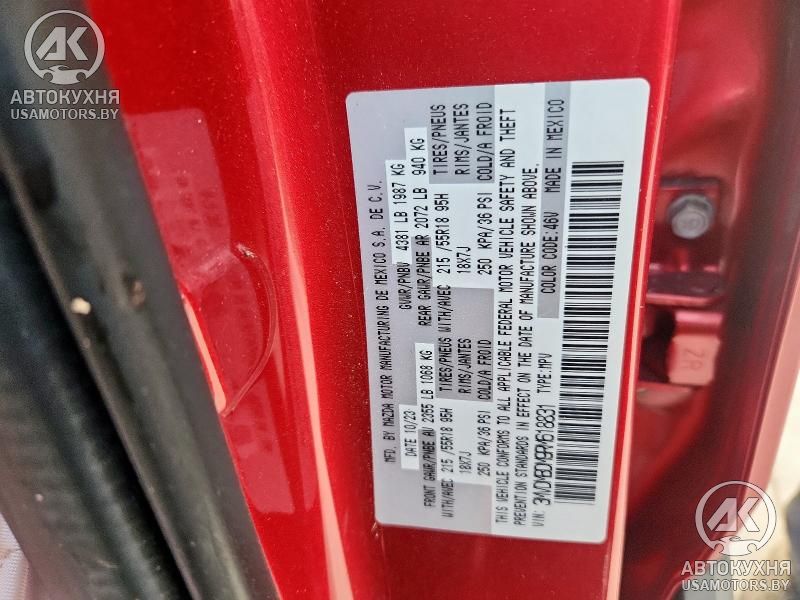 АК
АВТОКУХНЯ
USAMOTORS.BY
MFD. BY MAZDA MOTOR MANUFACTURING DE MEXICO S.A. DE C.V.
DATE 10/23 GVWR/PNBV 4381 LB 1987 KG
FRONT GAWR/PNBE AV 2355 LB 1068 KG REAR GAWR/PNBE AR 2072 LB 940 KG
WITH/AVEC 215 /55R18 95H TIRES/PNEUS WITH/AVEC 215 /55R18 95H TIRES/PNEUS
18X7J RIMS/JANTES 18X7J RIMS/JANTES
250 KPA/36 PSI COLD/A FROID 250 KPA/36 PSI COLD/A FROID
THIS VEHICLE CONFORMS TO ALL APPLICABLE FEDERAL MOTOR VEHICLE SAFETY AND THEFT
PREVENTION STANDARDS IN EFFECT ON THE DATE OF MANUFACTURE SHOWN ABOVE.
VIN: TYPE:MPV COLOR CODE:46V MADE IN MEXICO
ZR
АК
АВТОКУХНЯ
USAMOTORS.BY